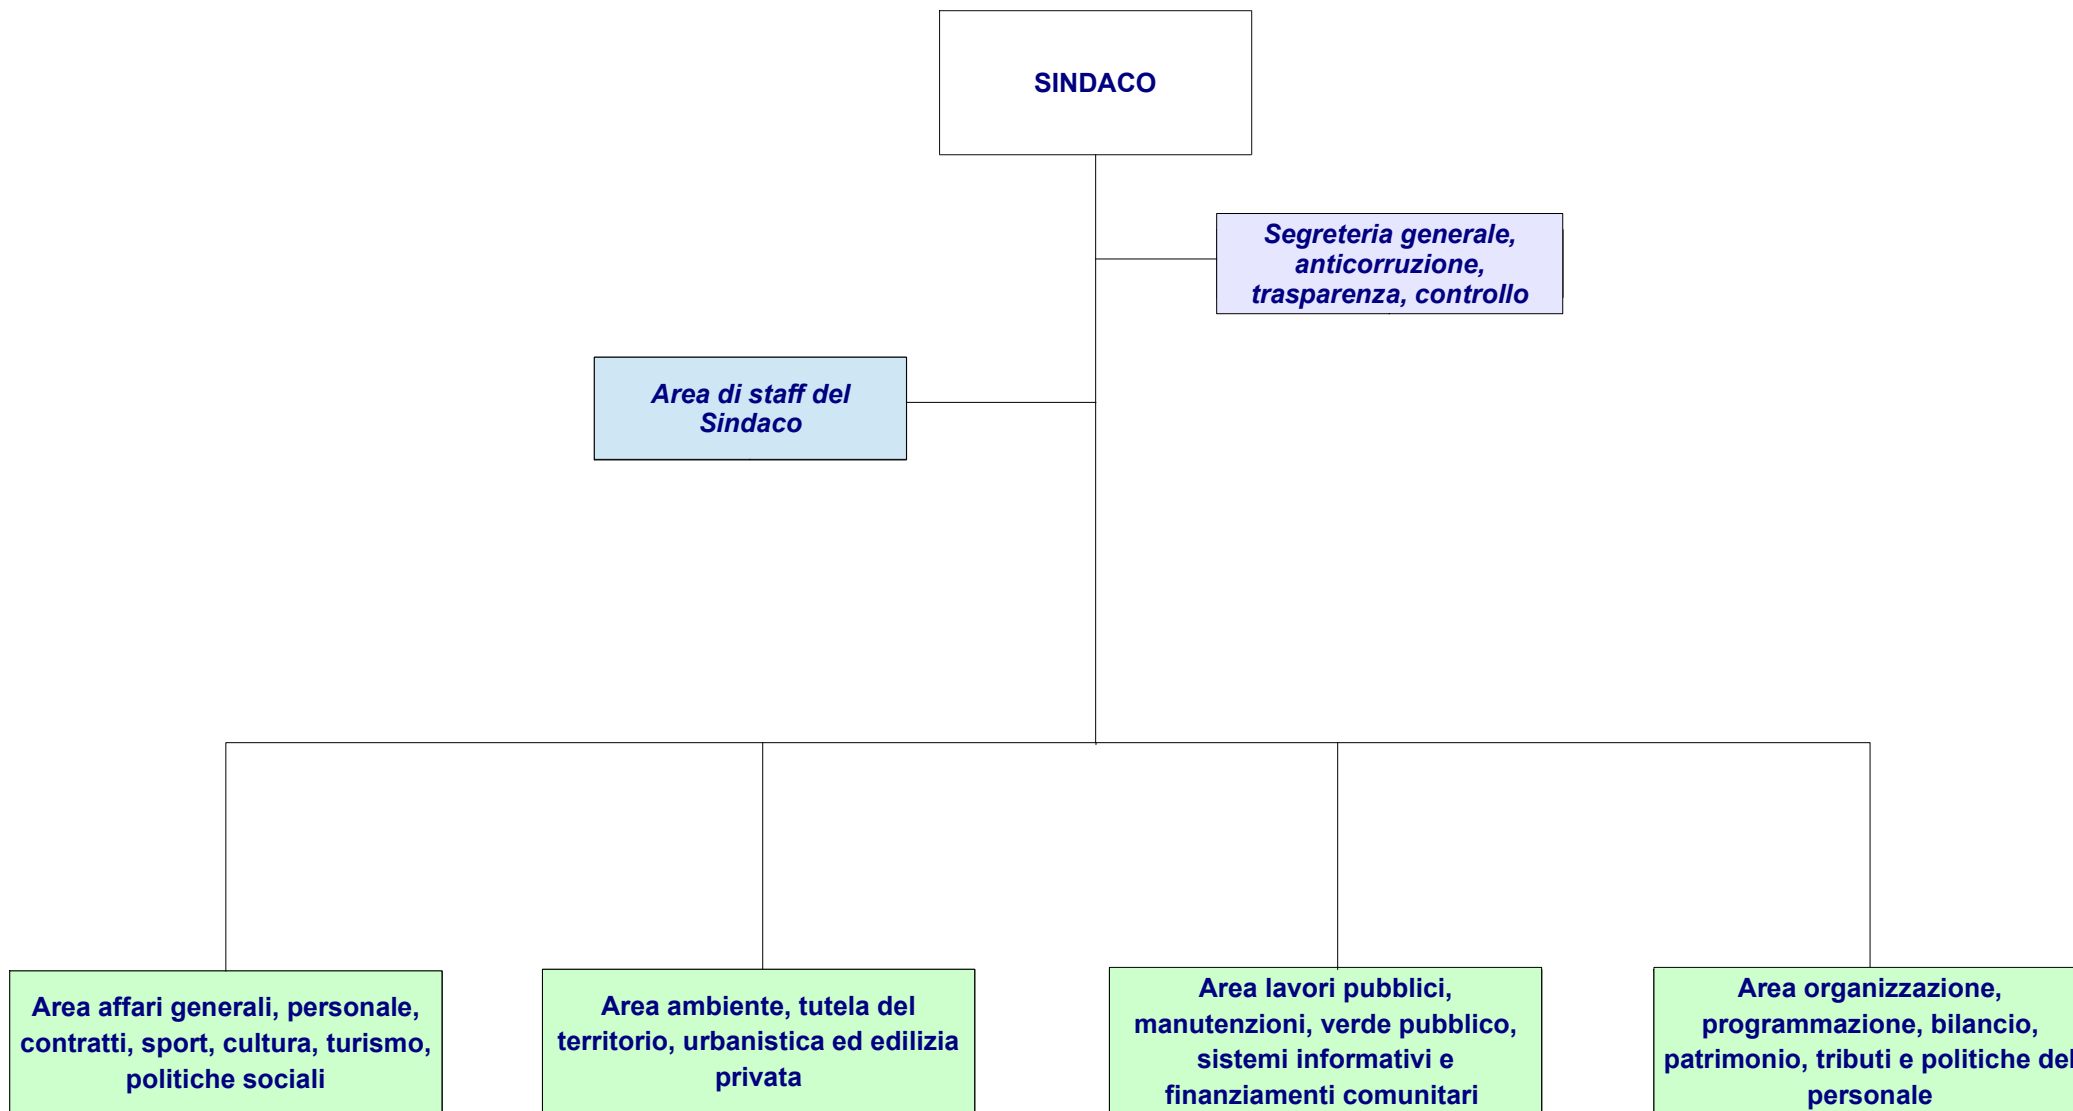 SINDACO
Segreteria generale,
anticorruzione,
trasparenza, controllo
Area di staff del
Sindaco
Area affari generali, personale,
contratti, sport, cultura, turismo,
politiche sociali
Area ambiente, tutela del
territorio, urbanistica ed edilizia
privata
Area lavori pubblici,
manutenzioni, verde pubblico,
sistemi informativi e
finanziamenti comunitari
Area organizzazione,
programmazione, bilancio,
patrimonio, tributi e politiche del
personale